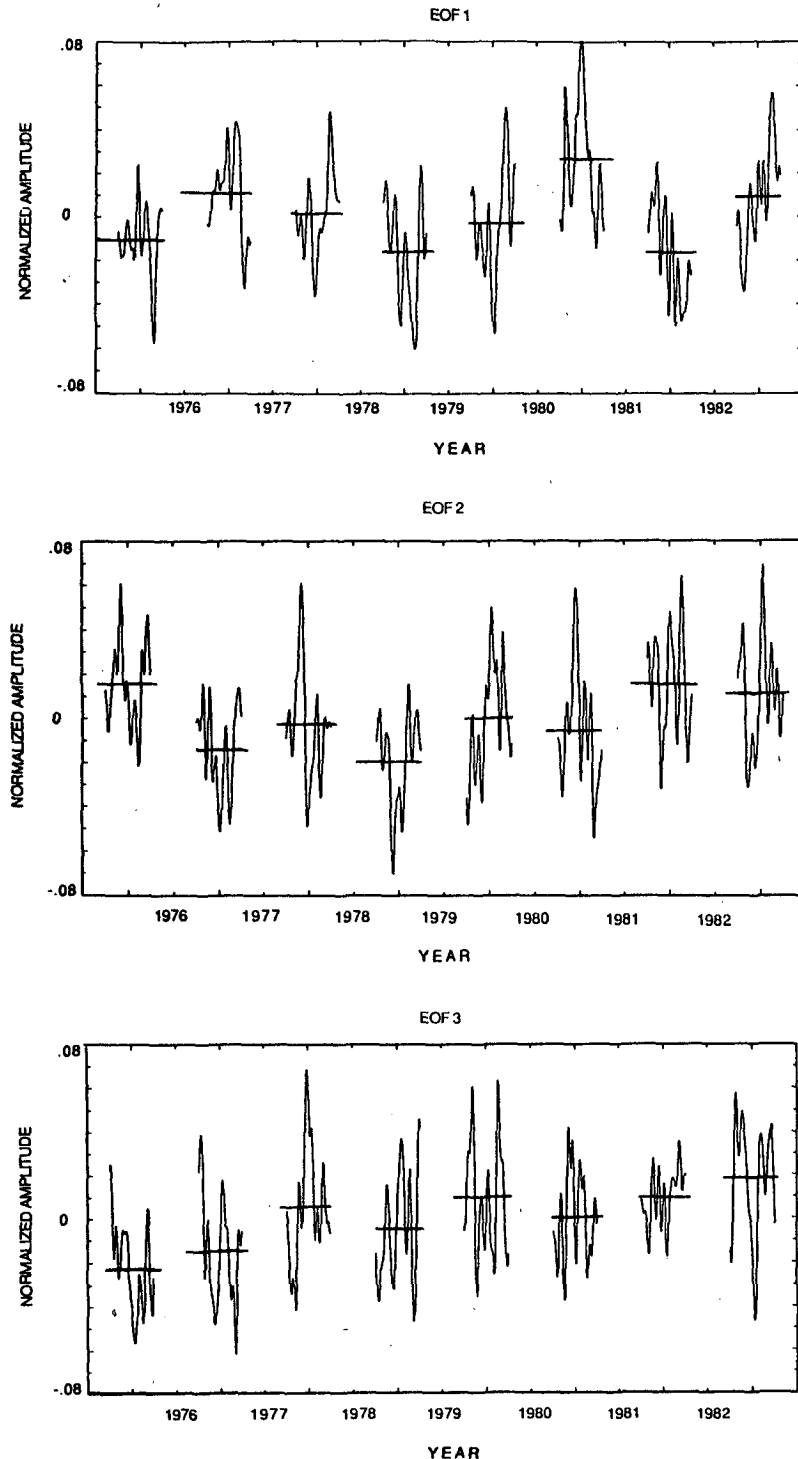 EOF 1
.08
0
-.08
NORMALIZED AMPLITUDE
1976 1977 1978 1979 1980 1981 1982
YEAR
EOF 2
.08
0
-.08
NORMALIZED AMPLITUDE
1976 1977 1978 1979 1980 1981 1982
YEAR
EOF 3
.08
0
-.08
NORMALIZED AMPLITUDE
1976 1977 1978 1979 1980 1981 1982
YEAR